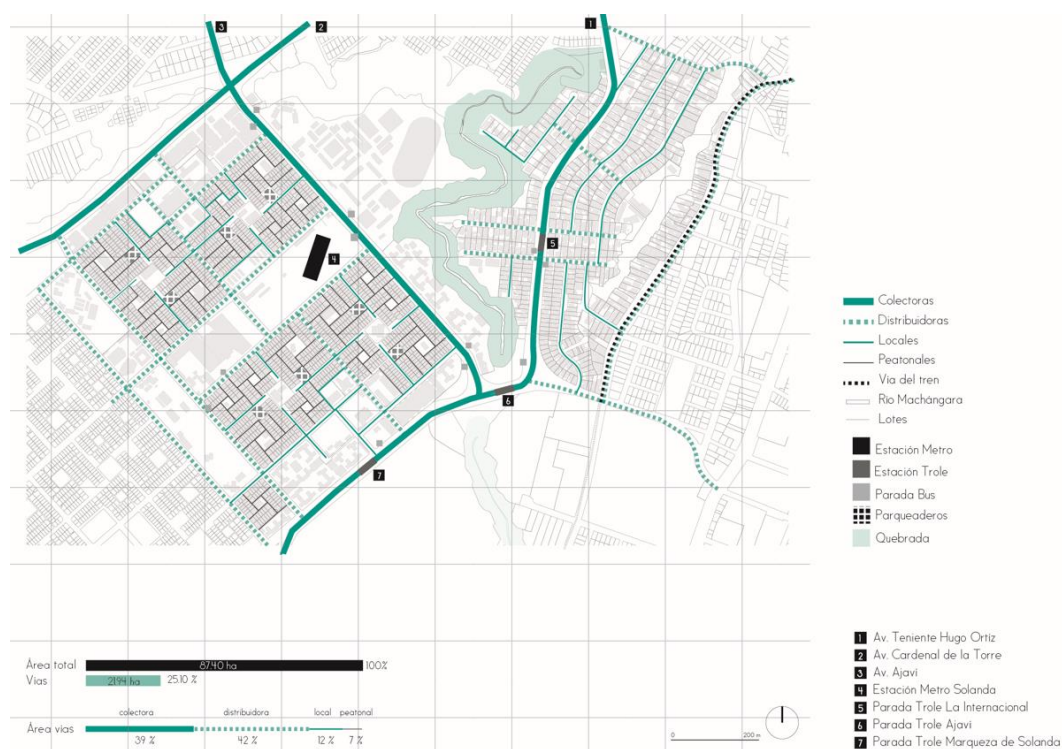 3
2
1
5
4
6
7
Colectoras
Distribuidoras
Locales
Peatonales
Via del tren
Río Machángara
Lotes
Estación Metro
Estación Trole
Parada Bus
Parqueaderos
Quebrada
1 Av. Teniente Hugo Ortiz
2 Av. Cardenal de la Torre
3 Av. Ajaví
4 Estación Metro Solanda
5 Parada Trole La Internacional
6 Parada Trole Ajaví
7 Parada Trole Marqueza de Solanda
Área total 87.40 ha 100%
Vías 21.94 ha 25.10 %
colectora distribuidora local peatonal
Área vías
39 % 42 % 12 % 7 %
0 200 m